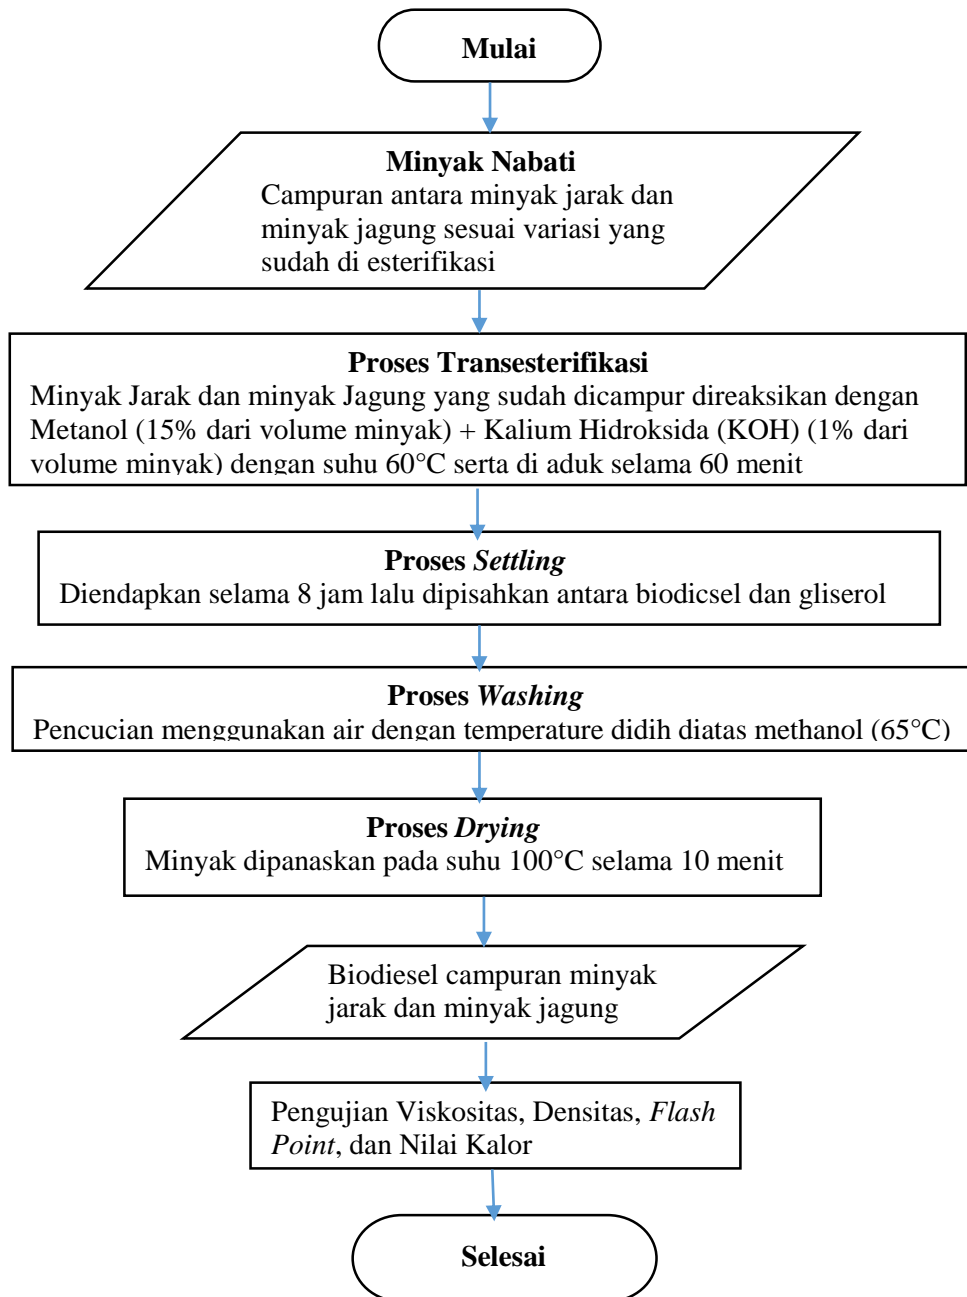 Mulai
Minyak Nabati
Campuran antara minyak jarak dan
minyak jagung sesuai variasi yang
sudah di esterifikasi
Proses Transesterifikasi
Minyak Jarak dan minyak Jagung yang sudah dicampur direaksikan dengan
Metanol (15% dari volume minyak) + Kalium Hidroksida (KOH) (1% dari
volume minyak) dengan suhu 60°C serta di aduk selama 60 menit
Proses Settling
Diendapkan selama 8 jam lalu dipisahkan antara biodicsel dan gliserol
Proses Washing
Pencucian menggunakan air dengan temperature didih diatas methanol (65°C)
Proses Drying
Minyak dipanaskan pada suhu 100°C selama 10 menit
Biodiesel campuran minyak
jarak dan minyak jagung
Pengujian Viskositas, Densitas, Flash
Point, dan Nilai Kalor
Selesai